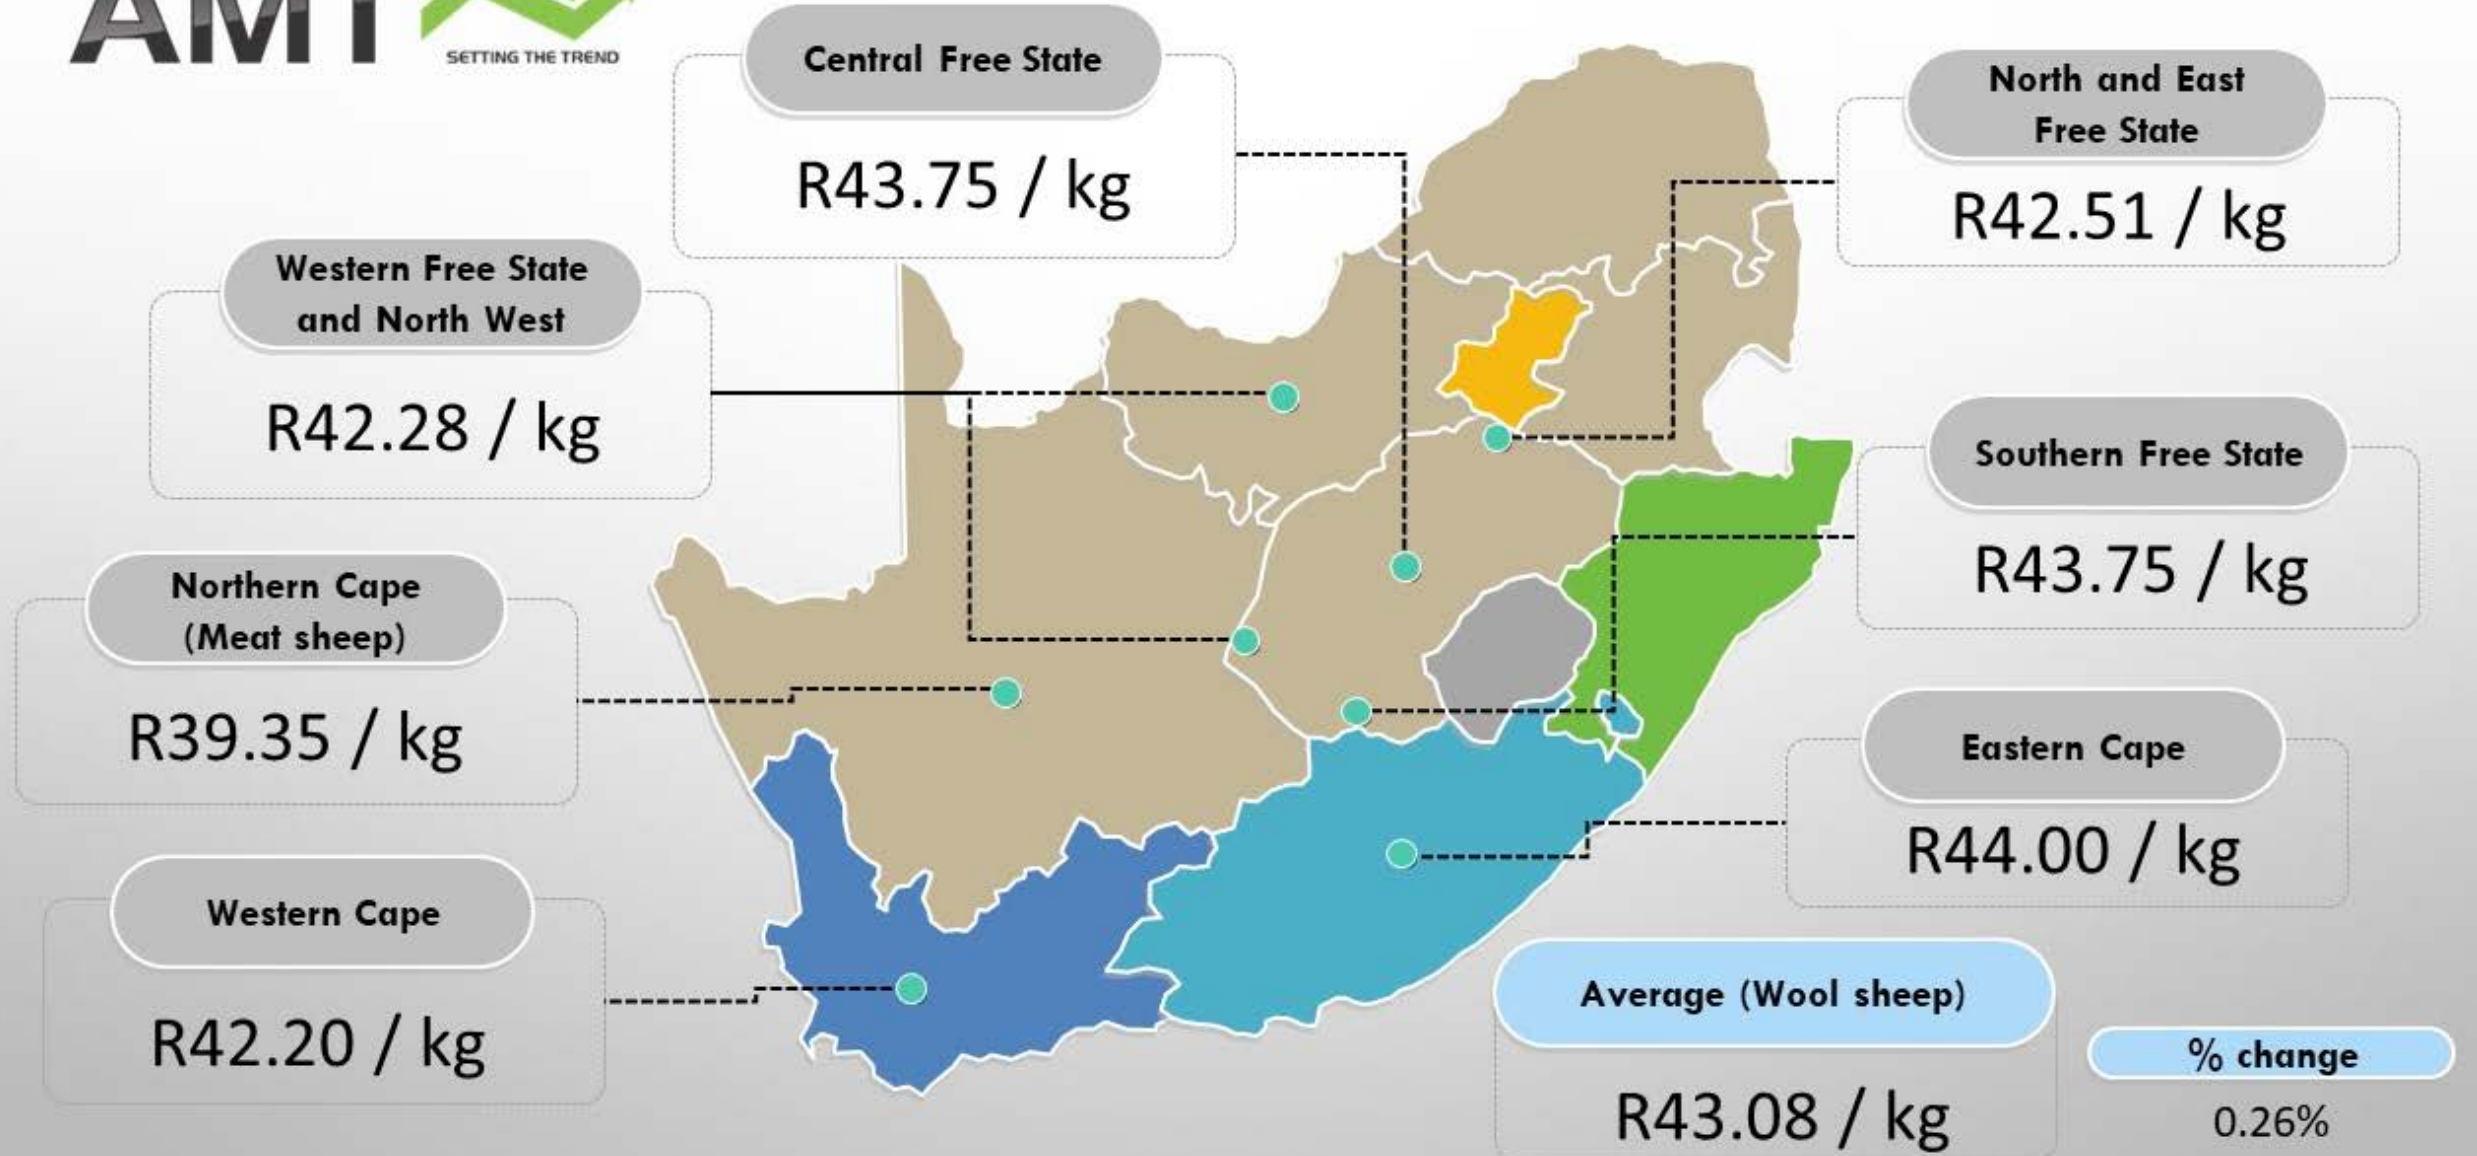 AMT
SETTING THE TREND
Central Free State
R43.75 / kg
North and East
Free State
R42.51 / kg
Western Free State
and North West
R42.28 / kg
Southern Free State
R43.75 / kg
Northern Cape
(Meat sheep)
R39.35 / kg
Eastern Cape
R44.00 / kg
Western Cape
R42.20 / kg
Average (Wool sheep)
R43.08 / kg
% change
0.26%